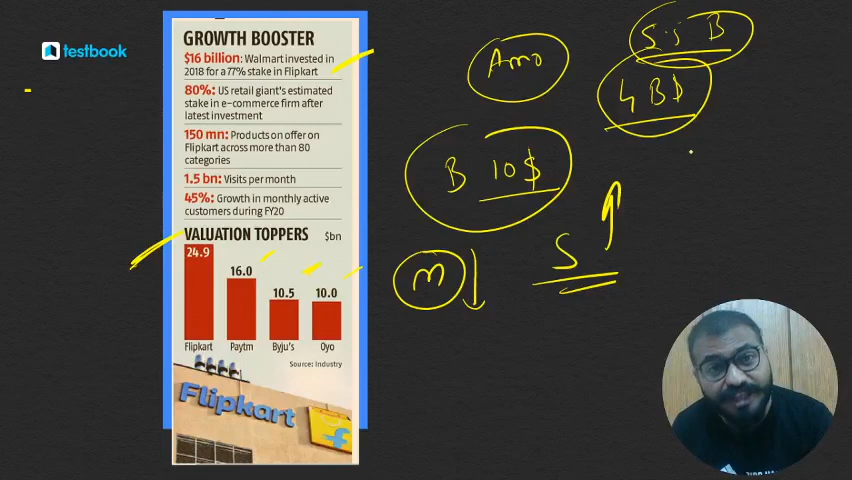 testbook
GROWTH BOOSTER
$16 billion: Walmart invested in
2018 for a 77% stake in Flipkart
80%: US retail giant's estimated
stake in e-commerce firm after
latest investment
150 mn: Products on offer on
Flipkart across more than 80
categories
1.5 bn: Visits per month
45%: Growth in monthly active
customers during FY20
VALUATION TOPPERS $bn
24.9
16.0
10.5
10.0
Flipkart Paytm Byju's Oyo
Source: Industry
Flipkart
f
Amo
5.5 B
4 B$
B 10$
m
S